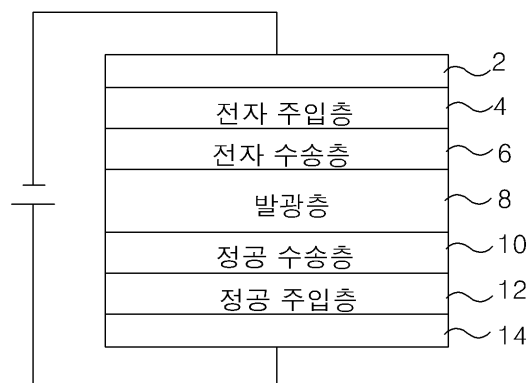 2
전자 주입층 4
전자 수송층 6
발광층 8
정공 수송층 10
정공 주입층 12
14